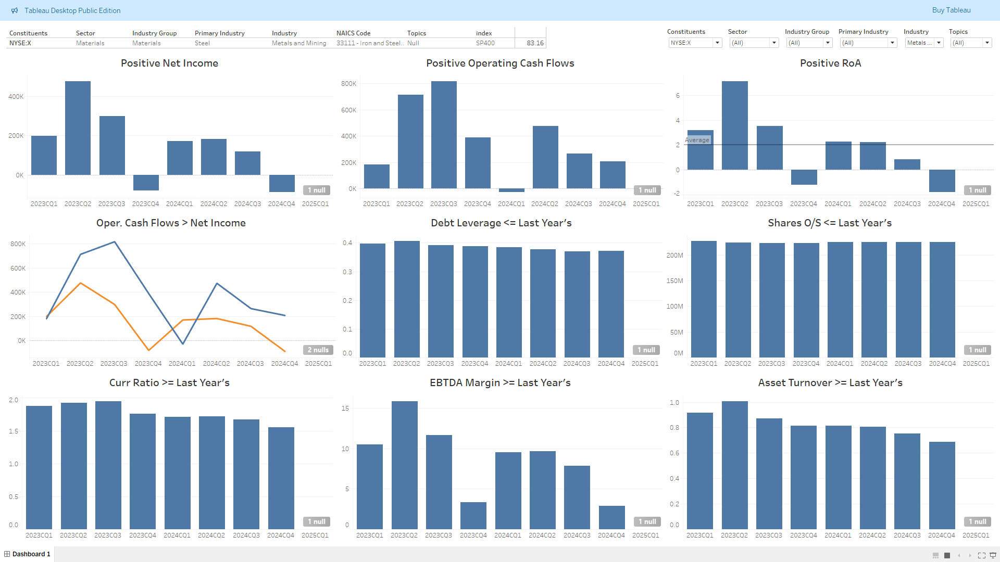 Tableau Desktop Public Edition
Buy Tableau
Constituents Sector Industry Group Primary Industry Industry NAICS Code Topics index
NYSE:X Materials Materials Steel Metals and Mining 33111 - Iron and Steel.. Null SP400 83.16
Constituents Sector Industry Group Primary Industry Industry Topics
NYSE:X (All) (All) (All) Metals ... (All)
Positive Net Income
400K
200K
0K
1 null
2023CQ1 2023CQ2 2023CQ3 2023CQ4 2024CQ1 2024CQ2 2024CQ3 2024CQ4 2025CQ1
Positive Operating Cash Flows
800K
600K
400K
200K
0K
1 null
2023CQ1 2023CQ2 2023CQ3 2023CQ4 2024CQ1 2024CQ2 2024CQ3 2024CQ4 2025CQ1
Positive RoA
6
4
Average
2
0
-2
1 null
2023CQ1 2023CQ2 2023CQ3 2023CQ4 2024CQ1 2024CQ2 2024CQ3 2024CQ4 2025CQ1
Oper. Cash Flows > Net Income
800K
600K
400K
200K
0K
2 nulls
2023CQ1 2023CQ2 2023CQ3 2023CQ4 2024CQ1 2024CQ2 2024CQ3 2024CQ4 2025CQ1
Debt Leverage <= Last Year's
0.4
0.3
0.2
0.1
0.0
1 null
2023CQ1 2023CQ2 2023CQ3 2023CQ4 2024CQ1 2024CQ2 2024CQ3 2024CQ4 2025CQ1
Shares O/S <= Last Year's
200M
150M
100M
50M
0M
1 null
2023CQ1 2023CQ2 2023CQ3 2023CQ4 2024CQ1 2024CQ2 2024CQ3 2024CQ4 2025CQ1
Curr Ratio >= Last Year's
2.0
1.5
1.0
0.5
0.0
1 null
2023CQ1 2023CQ2 2023CQ3 2023CQ4 2024CQ1 2024CQ2 2024CQ3 2024CQ4 2025CQ1
EBTDA Margin >= Last Year's
15
10
5
0
1 null
2023CQ1 2023CQ2 2023CQ3 2023CQ4 2024CQ1 2024CQ2 2024CQ3 2024CQ4 2025CQ1
Asset Turnover >= Last Year's
1.0
0.8
0.6
0.4
0.2
0.0
1 null
2023CQ1 2023CQ2 2023CQ3 2023CQ4 2024CQ1 2024CQ2 2024CQ3 2024CQ4 2025CQ1
Dashboard 1